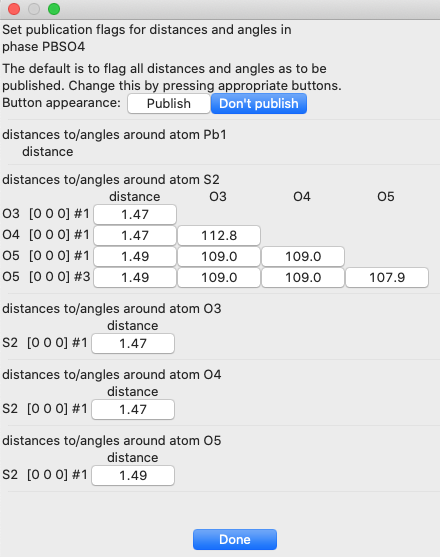 Set publication flags for distances and angles in
phase PBSO4
The default is to flag all distances and angles as to be
published. Change this by pressing appropriate buttons.
Button appearance: Publish Don't publish
distances to/angles around atom Pb1
distance
distances to/angles around atom S2
distance O3 O4 O5
O3 [0 0 0] #1 1.47
O4 [0 0 0] #1 1.47 112.8
O5 [0 0 0] #1 1.49 109.0 109.0
O5 [0 0 0] #3 1.49 109.0 109.0 107.9
distances to/angles around atom O3
distance
S2 [0 0 0] #1 1.47
distances to/angles around atom O4
distance
S2 [0 0 0] #1 1.47
distances to/angles around atom O5
distance
S2 [0 0 0] #1 1.49
Done